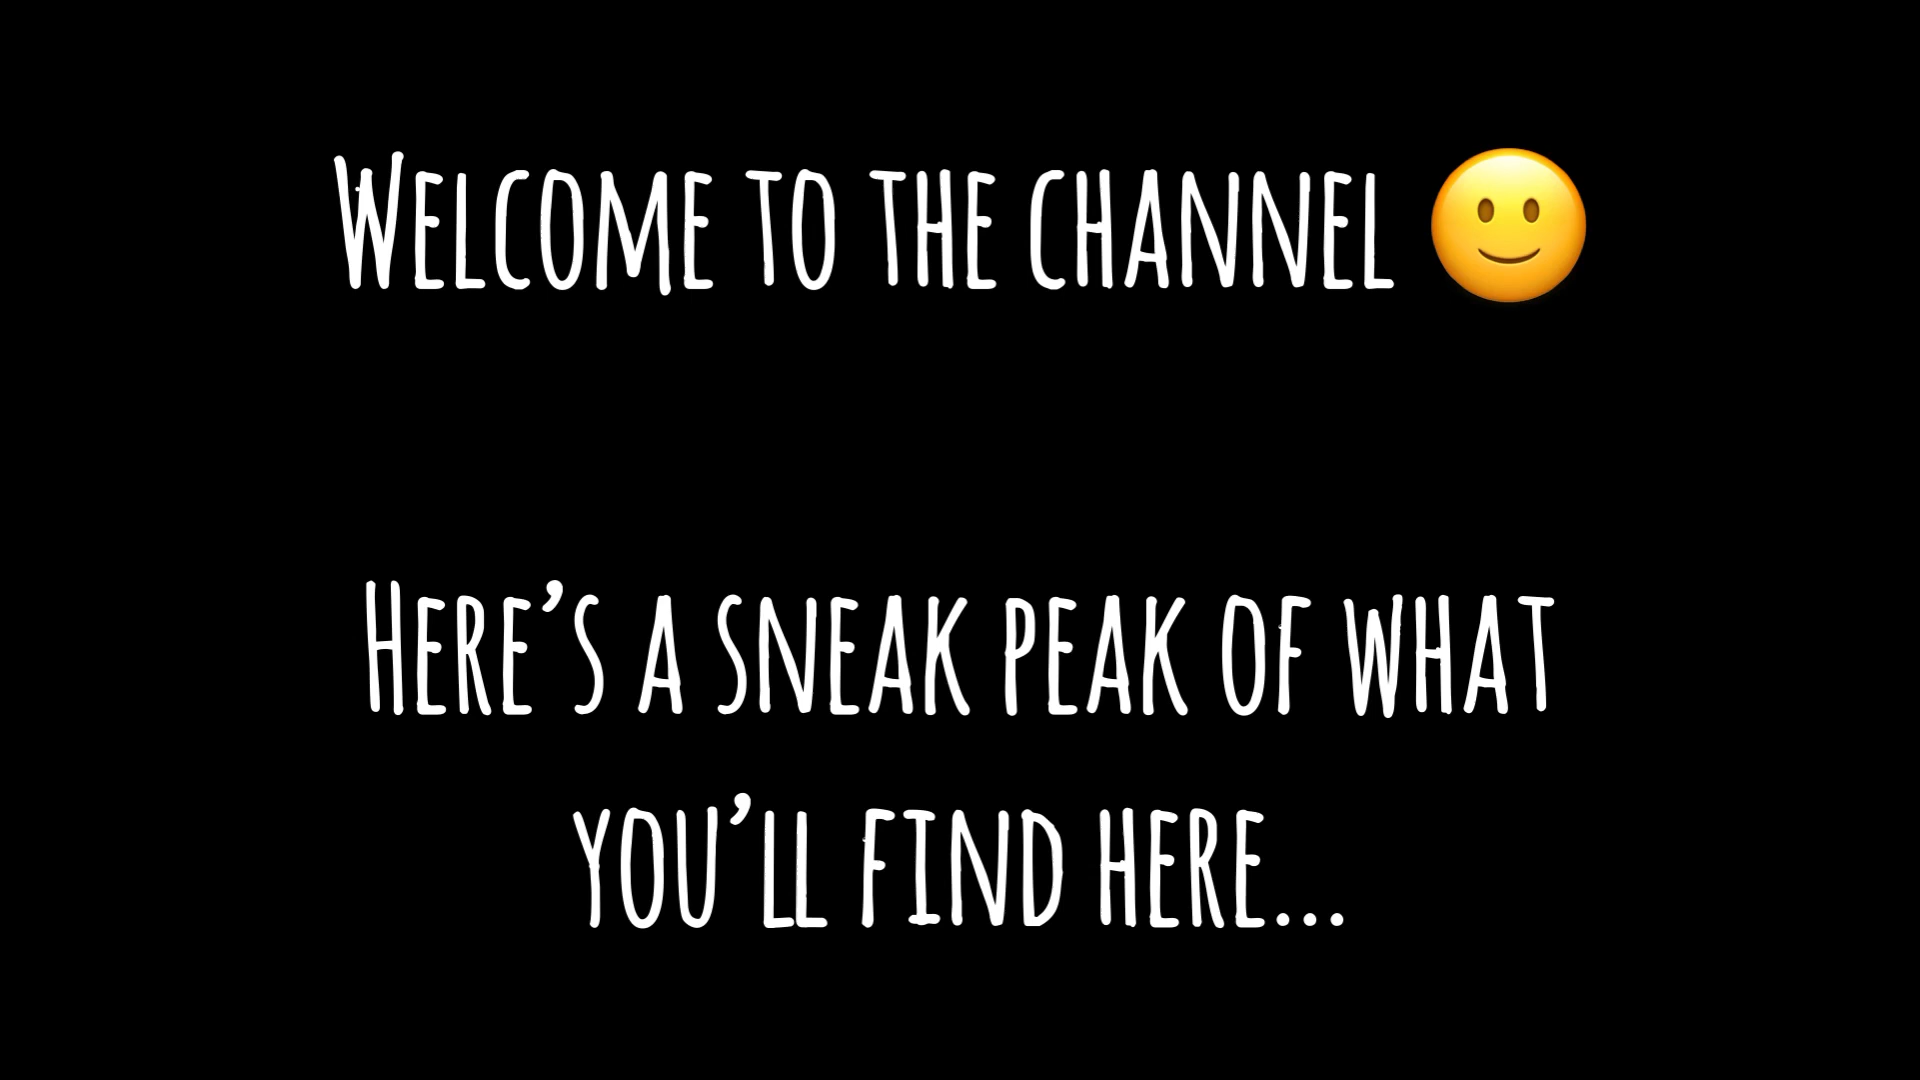 Welcome to the channel 🙂
Here's a sneak peak of what
you'll find here...